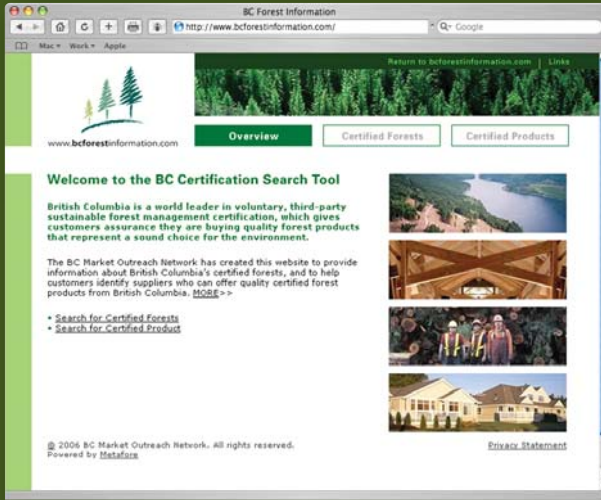 BC Forest Information
http://www.bcforestinformation.com/
Google
Mac Work Apple
Return to bcforestinformation.com | Links
www.bcforestinformation.com
Overview
Certified Forests
Certified Products
Welcome to the BC Certification Search Tool
British Columbia is a world leader in voluntary, third-party
sustainable forest management certification, which gives
customers assurance they are buying quality forest products
that represent a sound choice for the environment.
The BC Market Outreach Network has created this website to provide
information about British Columbia's certified forests, and to help
customers identify suppliers who can offer quality certified forest
products from British Columbia. MORE>>
• Search for Certified Forests
• Search for Certified Product
© 2006 BC Market Outreach Network. All rights reserved.
Powered by Metafore
Privacy Statement